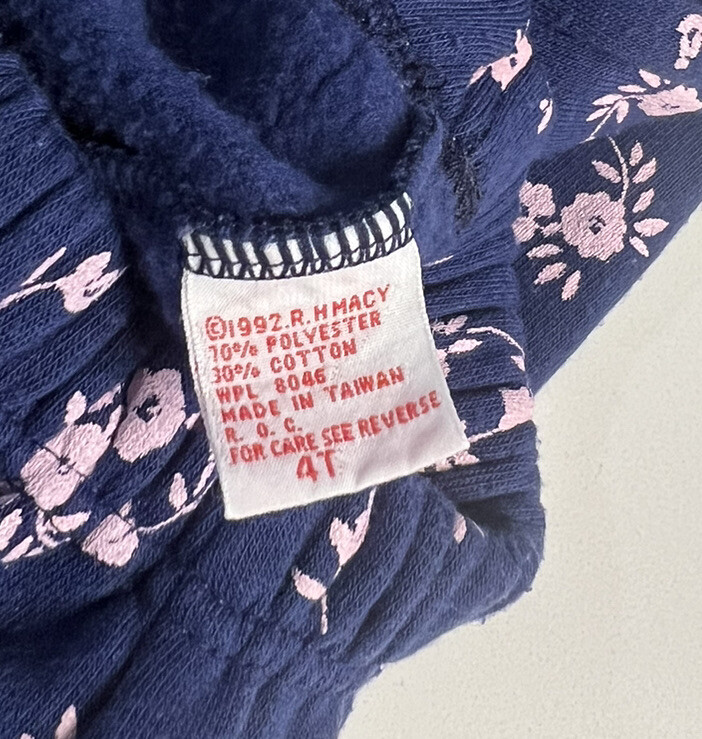 ©1992.R.H MACY
70% POLYESTER
30% COTTON
WPL 8046
MADE IN TAIWAN
R. O. C.
FOR CARE SEE REVERSE
4T